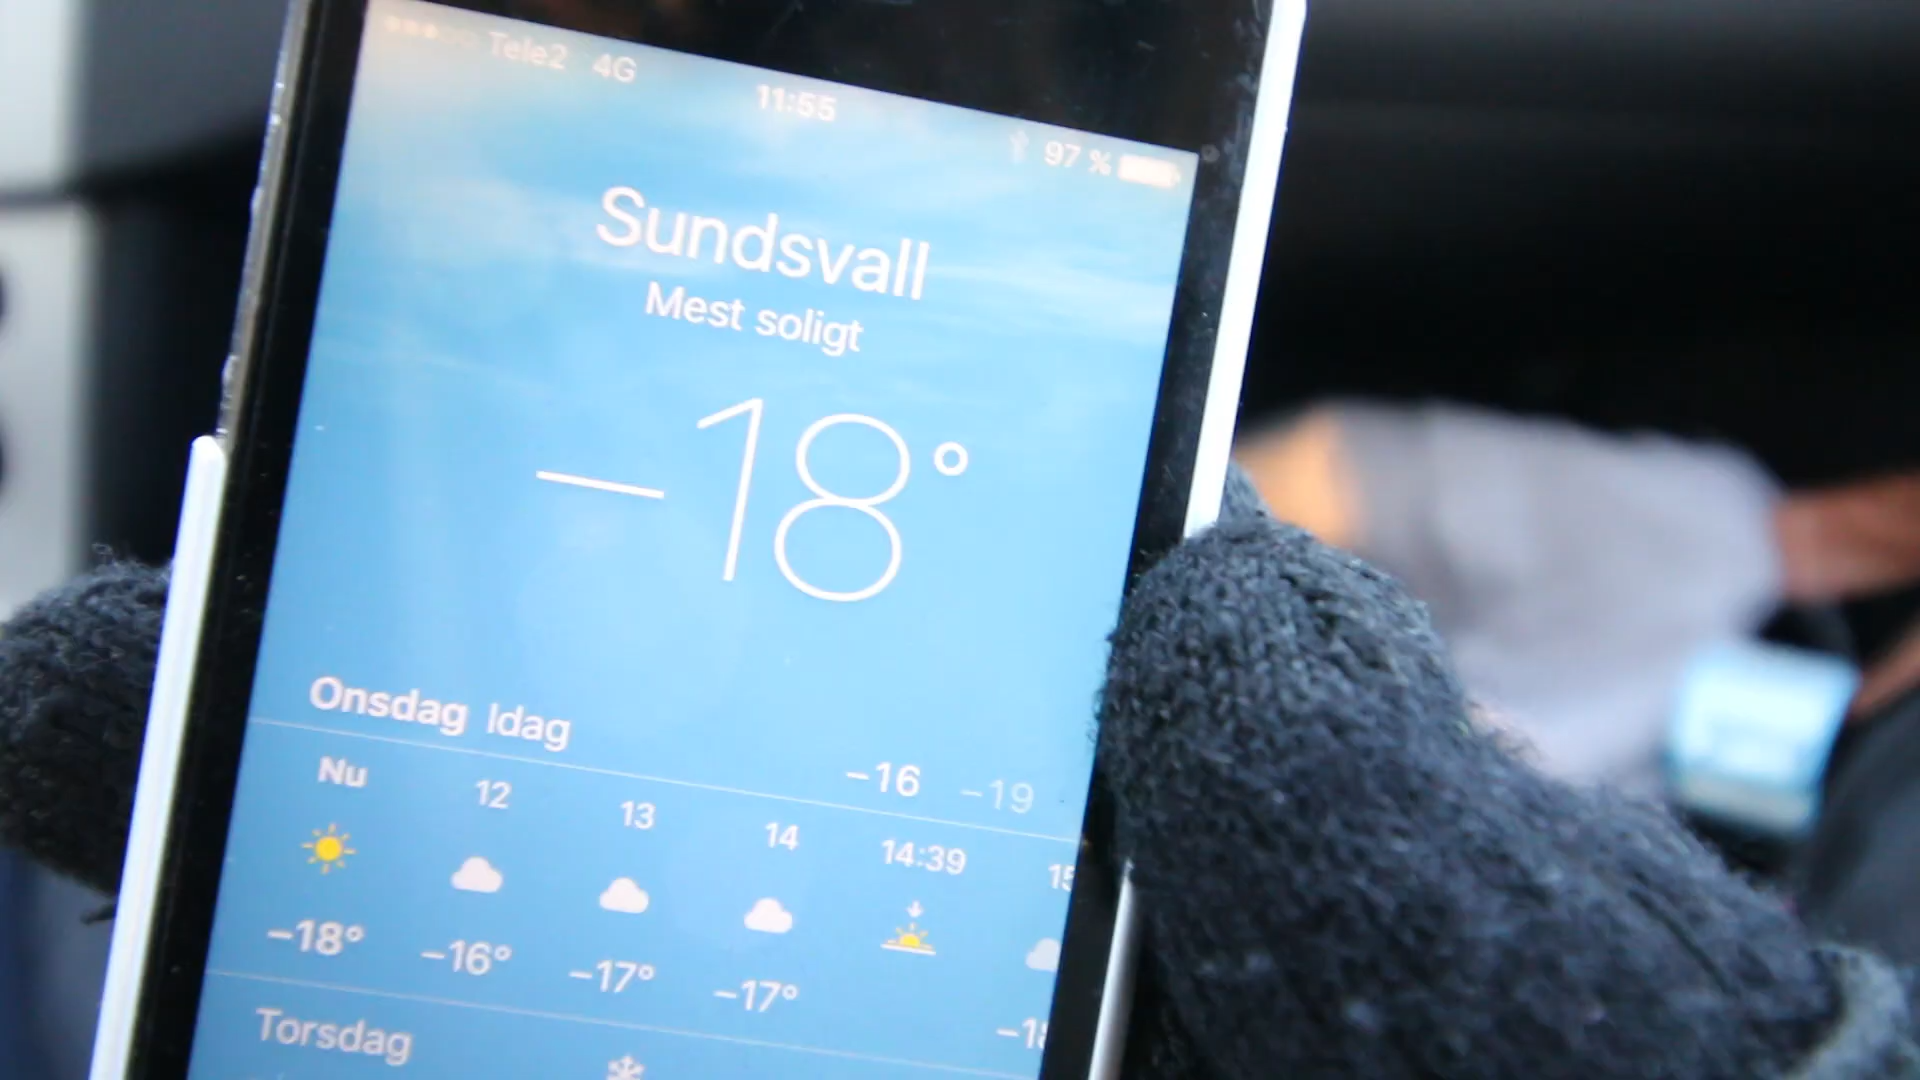 Tele2 4G 11:55 97 %
Sundsvall
Mest soligt
−18°
Onsdag Idag −16 −19
Nu 12 13 14 14:39
−18° −16° −17° −17°
Torsdag